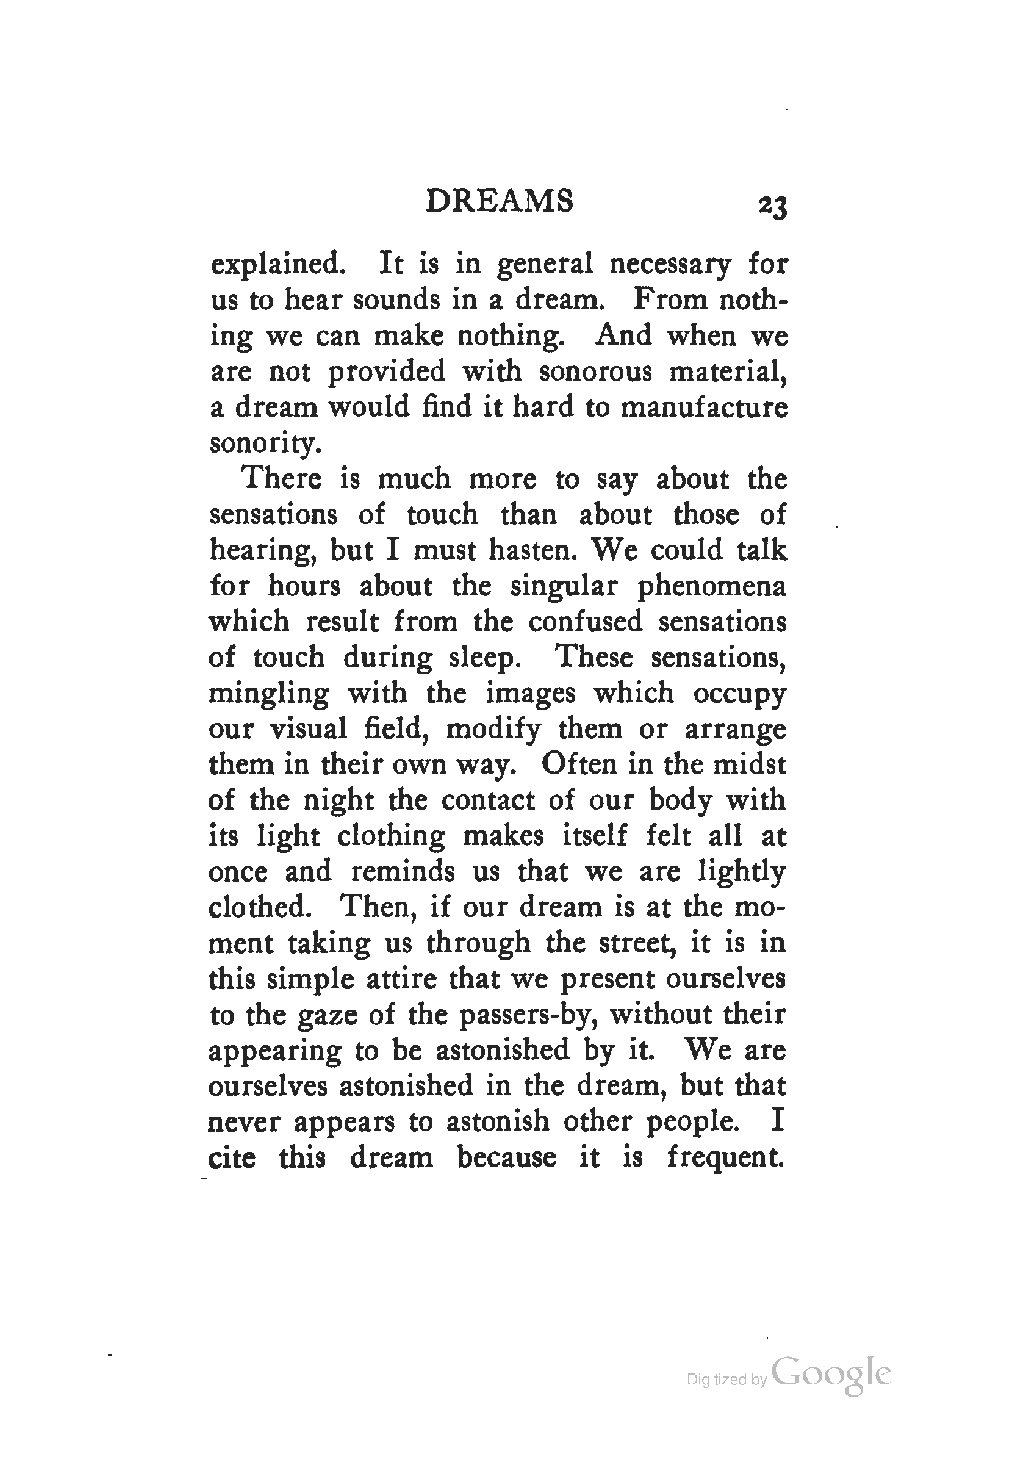 DREAMS 23
explained. It is in general necessary for
us to hear sounds in a dream. From noth-
ing we can make nothing. And when we
are not provided with sonorous material,
a dream would find it hard to manufacture
sonority.
There is much more to say about the
sensations of touch than about those of
hearing, but I must hasten. We could talk
for hours about the singular phenomena
which result from the confused sensations
of touch during sleep. These sensations,
mingling with the images which occupy
our visual field, modify them or arrange
them in their own way. Often in the midst
of the night the contact of our body with
its light clothing makes itself felt all at
once and reminds us that we are lightly
clothed. Then, if our dream is at the mo-
ment taking us through the street, it is in
this simple attire that we present ourselves
to the gaze of the passers-by, without their
appearing to be astonished by it. We are
ourselves astonished in the dream, but that
never appears to astonish other people. I
cite this dream because it is frequent.
Digitized by Google